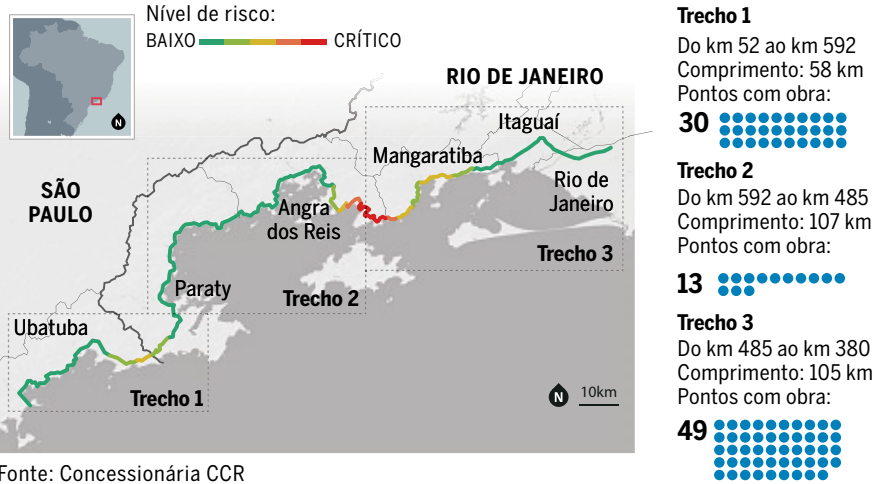 Nível de risco:
BAIXO CRÍTICO
N
RIO DE JANEIRO
Itaguaí
Mangaratiba
Rio de
Janeiro
SÃO
PAULO
Angra
dos Reis
Trecho 3
Paraty
Trecho 2
Ubatuba
Trecho 1
N 10km
Fonte: Concessionária CCR
Trecho 1
Do km 52 ao km 592
Comprimento: 58 km
Pontos com obra:
30
Trecho 2
Do km 592 ao km 485
Comprimento: 107 km
Pontos com obra:
13
Trecho 3
Do km 485 ao km 380
Comprimento: 105 km
Pontos com obra:
49